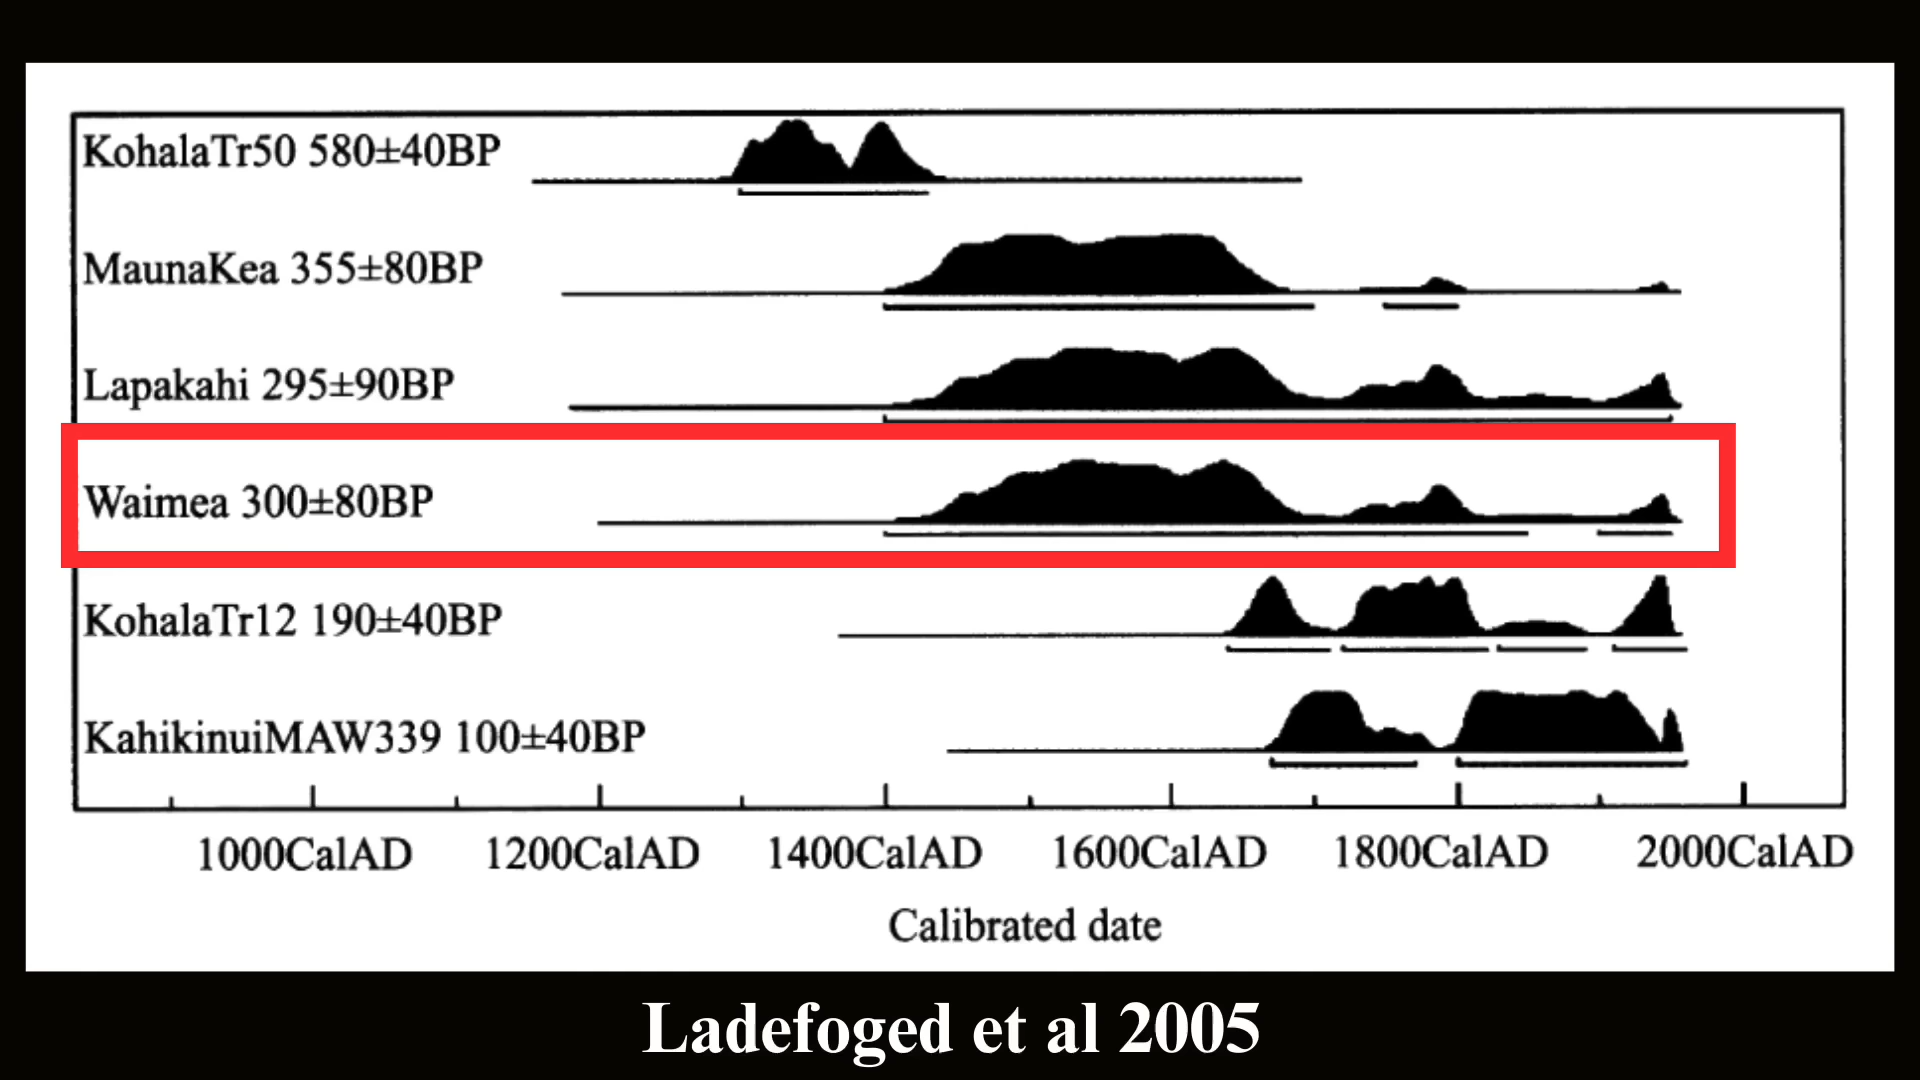 KohalaTr50 580±40BP
MaunaKea 355±80BP
Lapakahi 295±90BP
Waimea 300±80BP
KohalaTr12 190±40BP
KahikinuiMAW339 100±40BP
1000CalAD 1200CalAD 1400CalAD 1600CalAD 1800CalAD 2000CalAD
Calibrated date
Ladefoged et al 2005